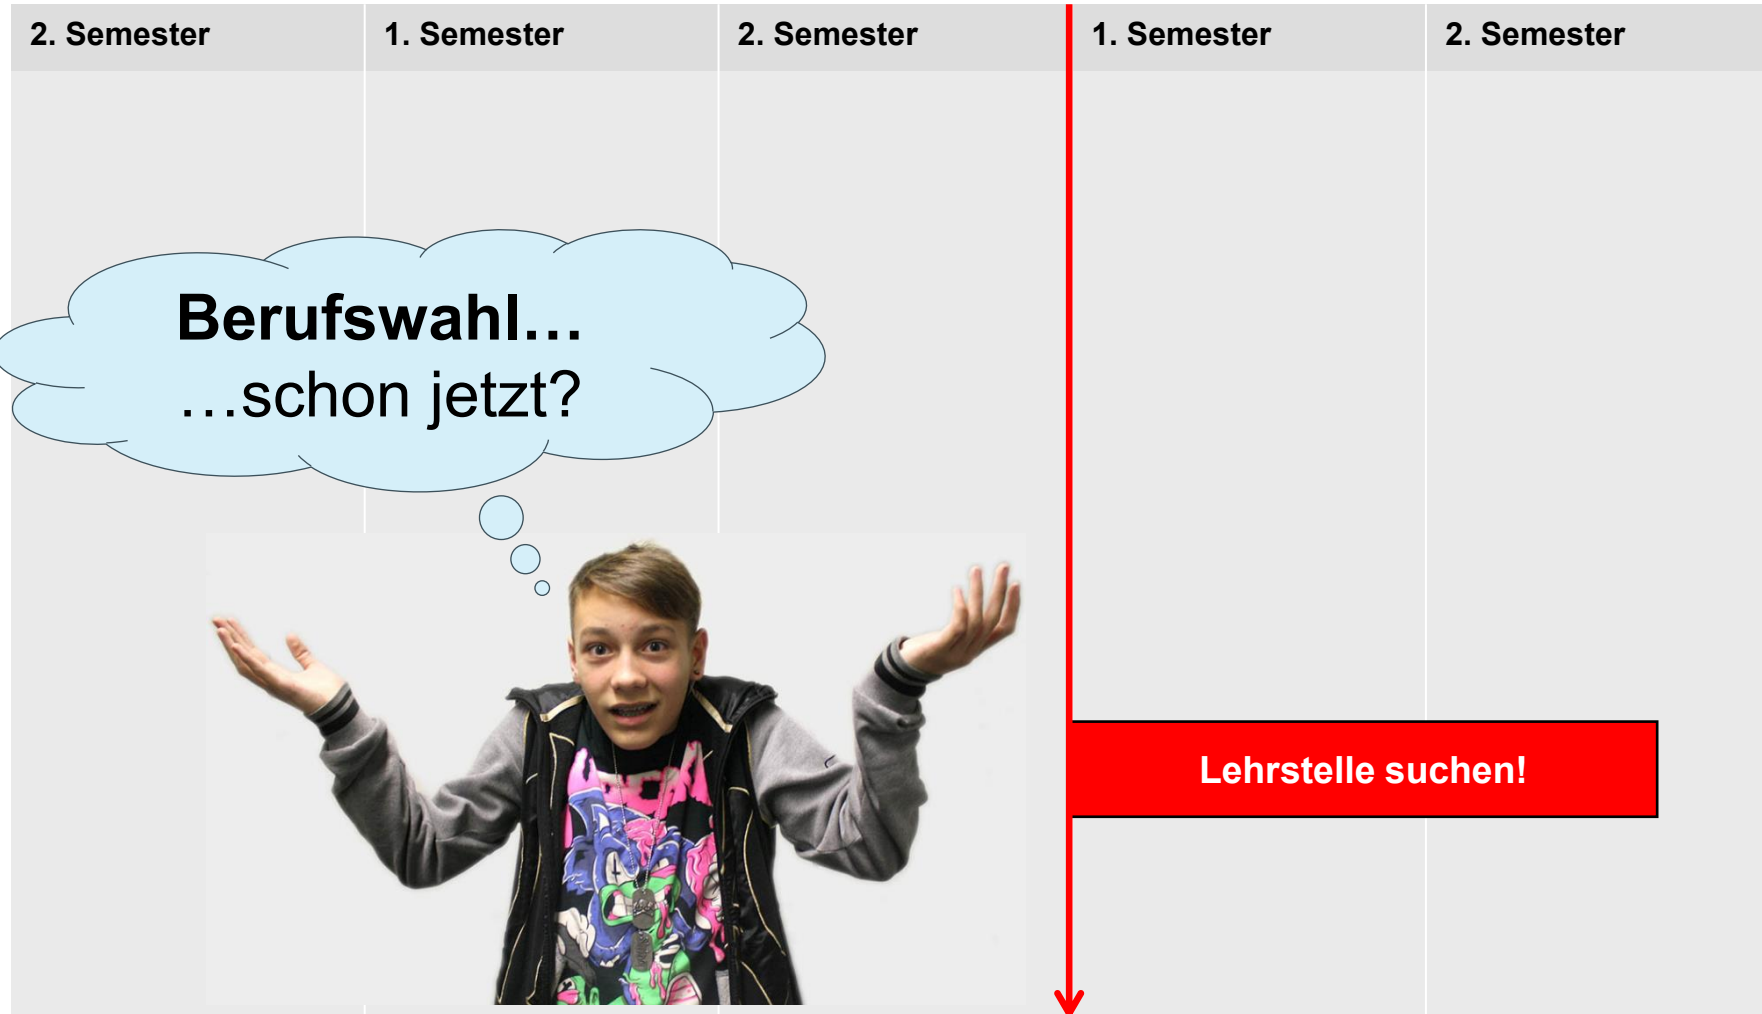 2. Semester
1. Semester
2. Semester
1. Semester
2. Semester
Berufswahl…
…schon jetzt?
Lehrstelle suchen!